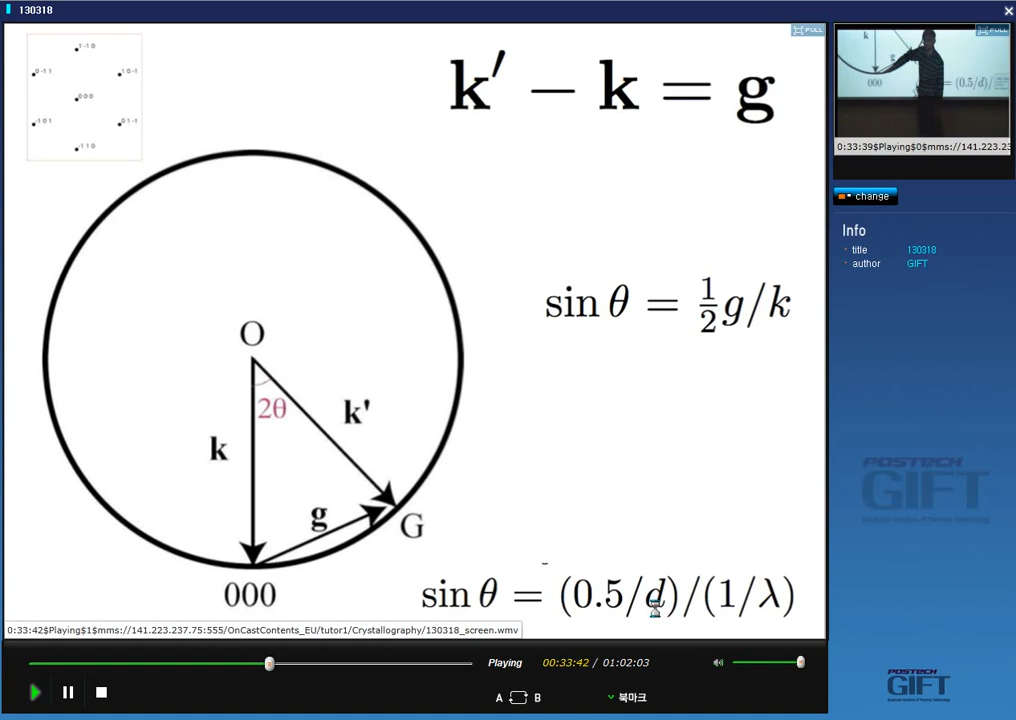 130318
FULL
1 -1 0
0 -1 1
1 0 -1
0 0 0
-1 0 1
0 1 -1
-1 1 0
k′ − k = g
O
2θ
k'
k
sin θ = ½g/k
g
G
000
sin θ = (0.5/d)/(1/λ)
0:33:42$Playing$1$mms://141.223.237.75:555/OnCastContents_EU/tutor1/Crystallography/130318_screen.wmv
Playing
00:33:42 / 01:02:03
A B
북마크
FULL
k
000
= (0.5/d)/
0:33:39$Playing$0$mms://141.223.23
change
Info
title 130318
author GIFT
POSTECH
GIFT
POSTECH
GIFT